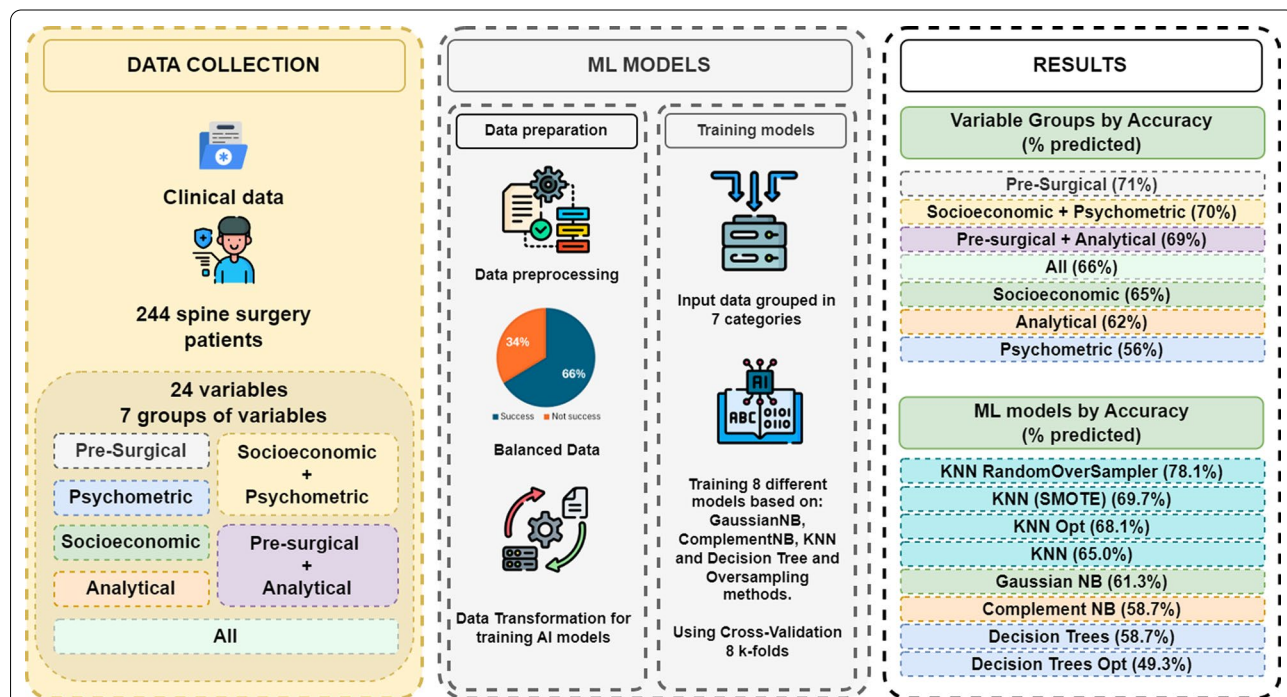 DATA COLLECTION
Clinical data
244 spine surgery
patients
24 variables
7 groups of variables
Pre-Surgical
Psychometric
Socioeconomic
Analytical
Socioeconomic
+
Psychometric
Pre-surgical
+
Analytical
All
ML MODELS
Data preparation
Data preprocessing
34%
66%
Success Not success
Balanced Data
Data Transformation for
training AI models
Training models
Input data grouped in
7 categories
AI
ABC 0101
0110
Training 8 different
models based on:
GaussianNB,
ComplementNB, KNN
and Decision Tree and
Oversampling
methods.
Using Cross-Validation
8 k-folds
RESULTS
Variable Groups by Accuracy
(% predicted)
Pre-Surgical (71%)
Socioeconomic + Psychometric (70%)
Pre-surgical + Analytical (69%)
All (66%)
Socioeconomic (65%)
Analytical (62%)
Psychometric (56%)
ML models by Accuracy
(% predicted)
KNN RandomOverSampler (78.1%)
KNN (SMOTE) (69.7%)
KNN Opt (68.1%)
KNN (65.0%)
Gaussian NB (61.3%)
Complement NB (58.7%)
Decision Trees (58.7%)
Decision Trees Opt (49.3%)